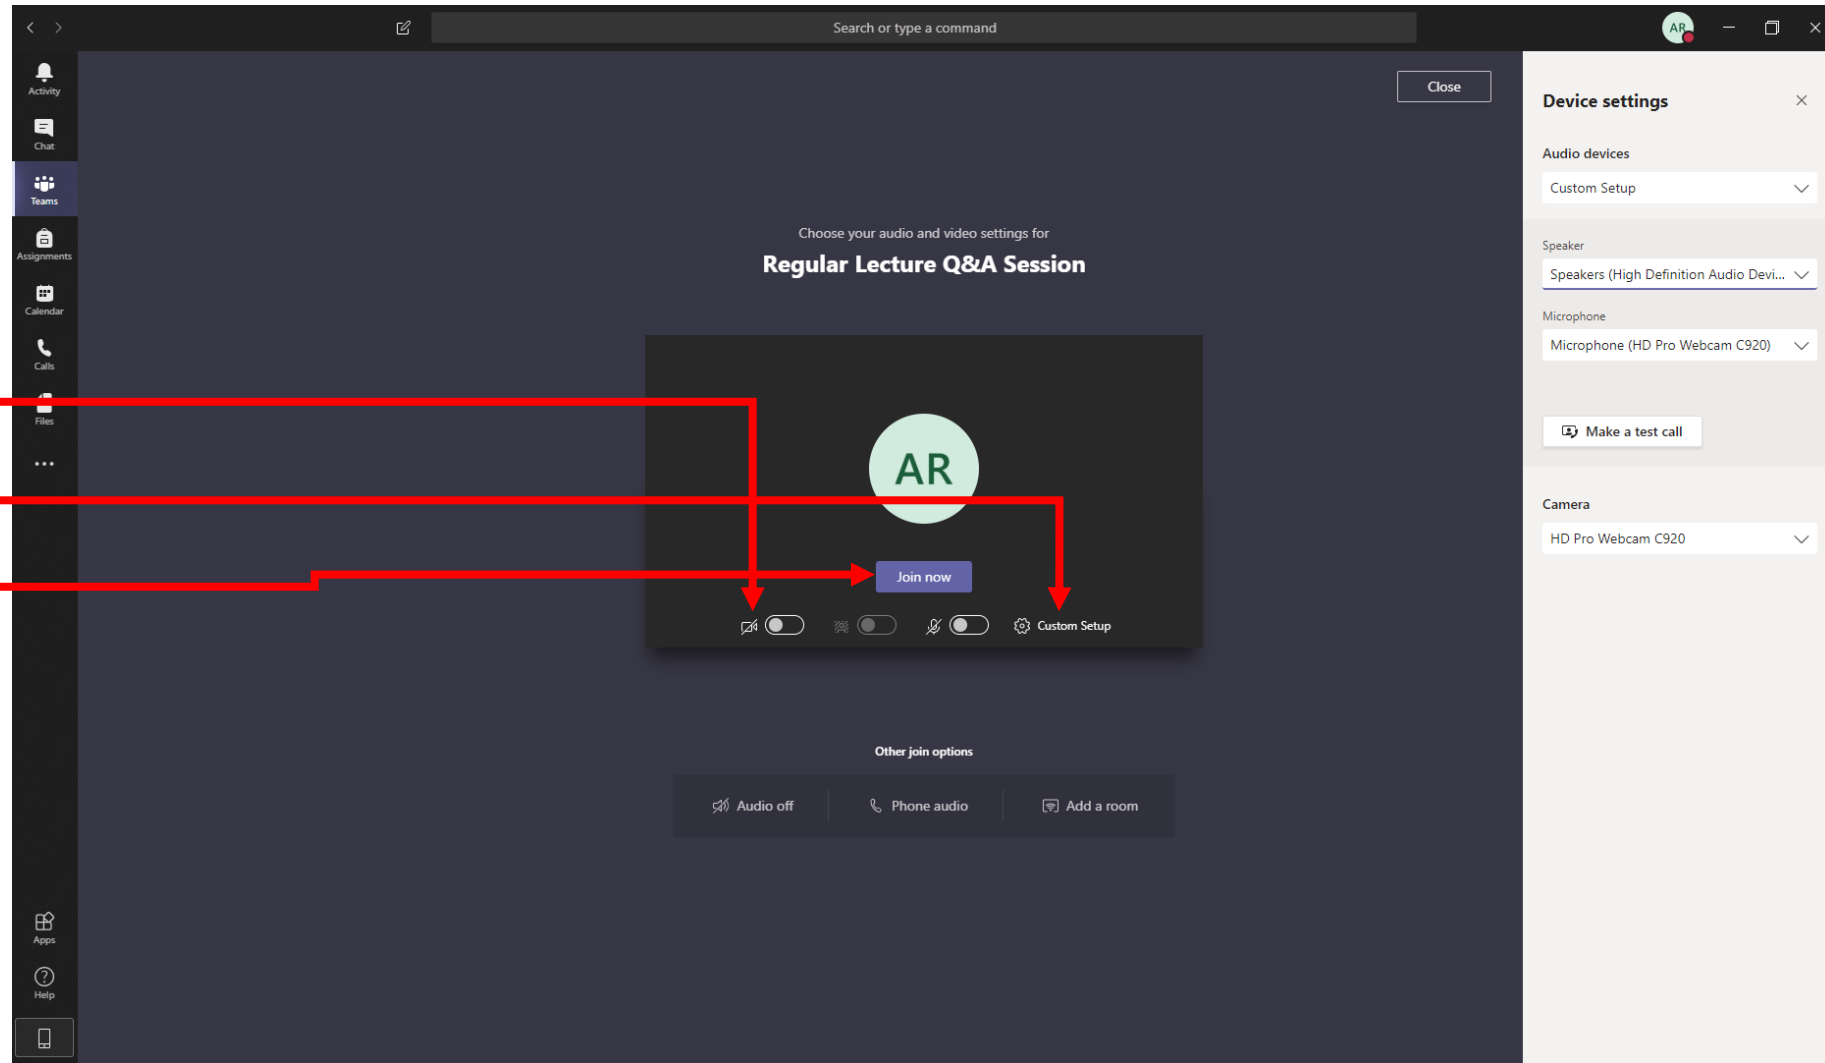 Search or type a command
AR
Activity
Chat
Teams
Assignments
Calendar
Calls
Files
Apps
Help
Close
Choose your audio and video settings for
Regular Lecture Q&A Session
AR
Join now
Custom Setup
Other join options
Audio off
Phone audio
Add a room
Device settings
Audio devices
Custom Setup
Speaker
Speakers (High Definition Audio Devi...
Microphone
Microphone (HD Pro Webcam C920)
Make a test call
Camera
HD Pro Webcam C920